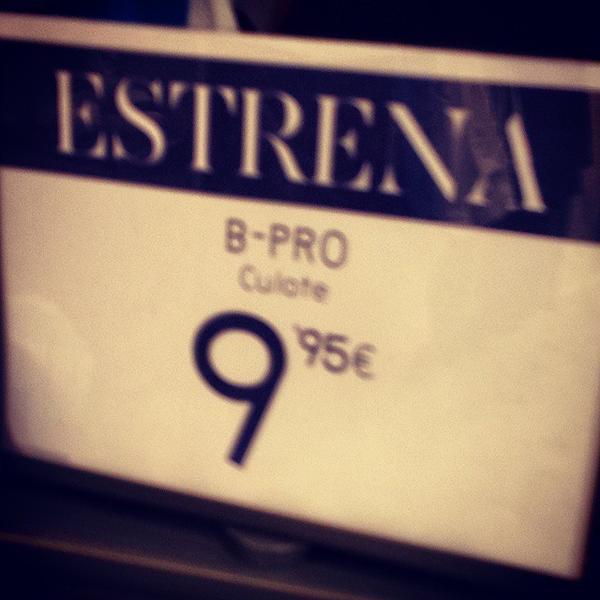 ESTRENA
B-PRO
Culote
9'95€